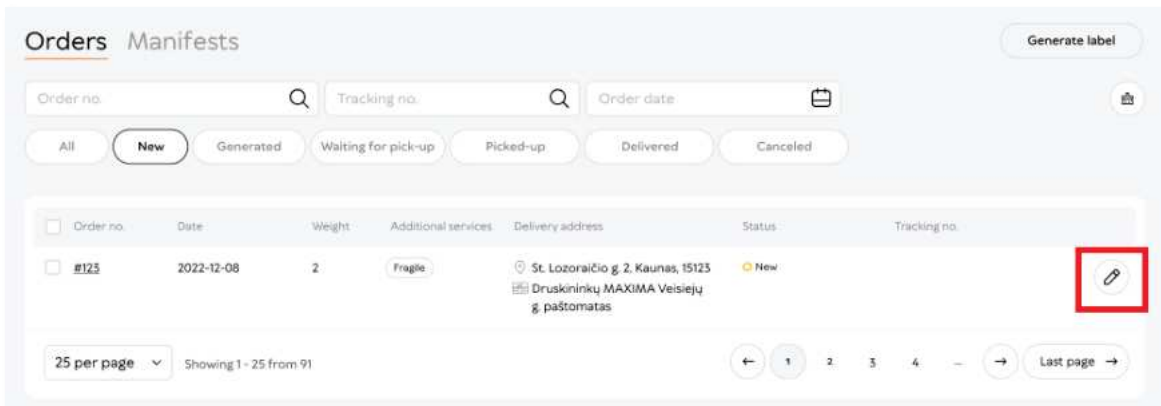 Orders Manifests Generate label
Order no. Tracking no. Order date
All New Generated Waiting for pick-up Picked-up Delivered Canceled
Order no. Date Weight Additional services Delivery address Status Tracking no.
#123 2022-12-08 2 Fragile St. Lozoraičio g. 2, Kaunas, 15123 New
Druskininkų MAXIMA Veisiejų
g. paštomatas
25 per page Showing 1 - 25 from 91 ← 1 2 3 4 ... → Last page →